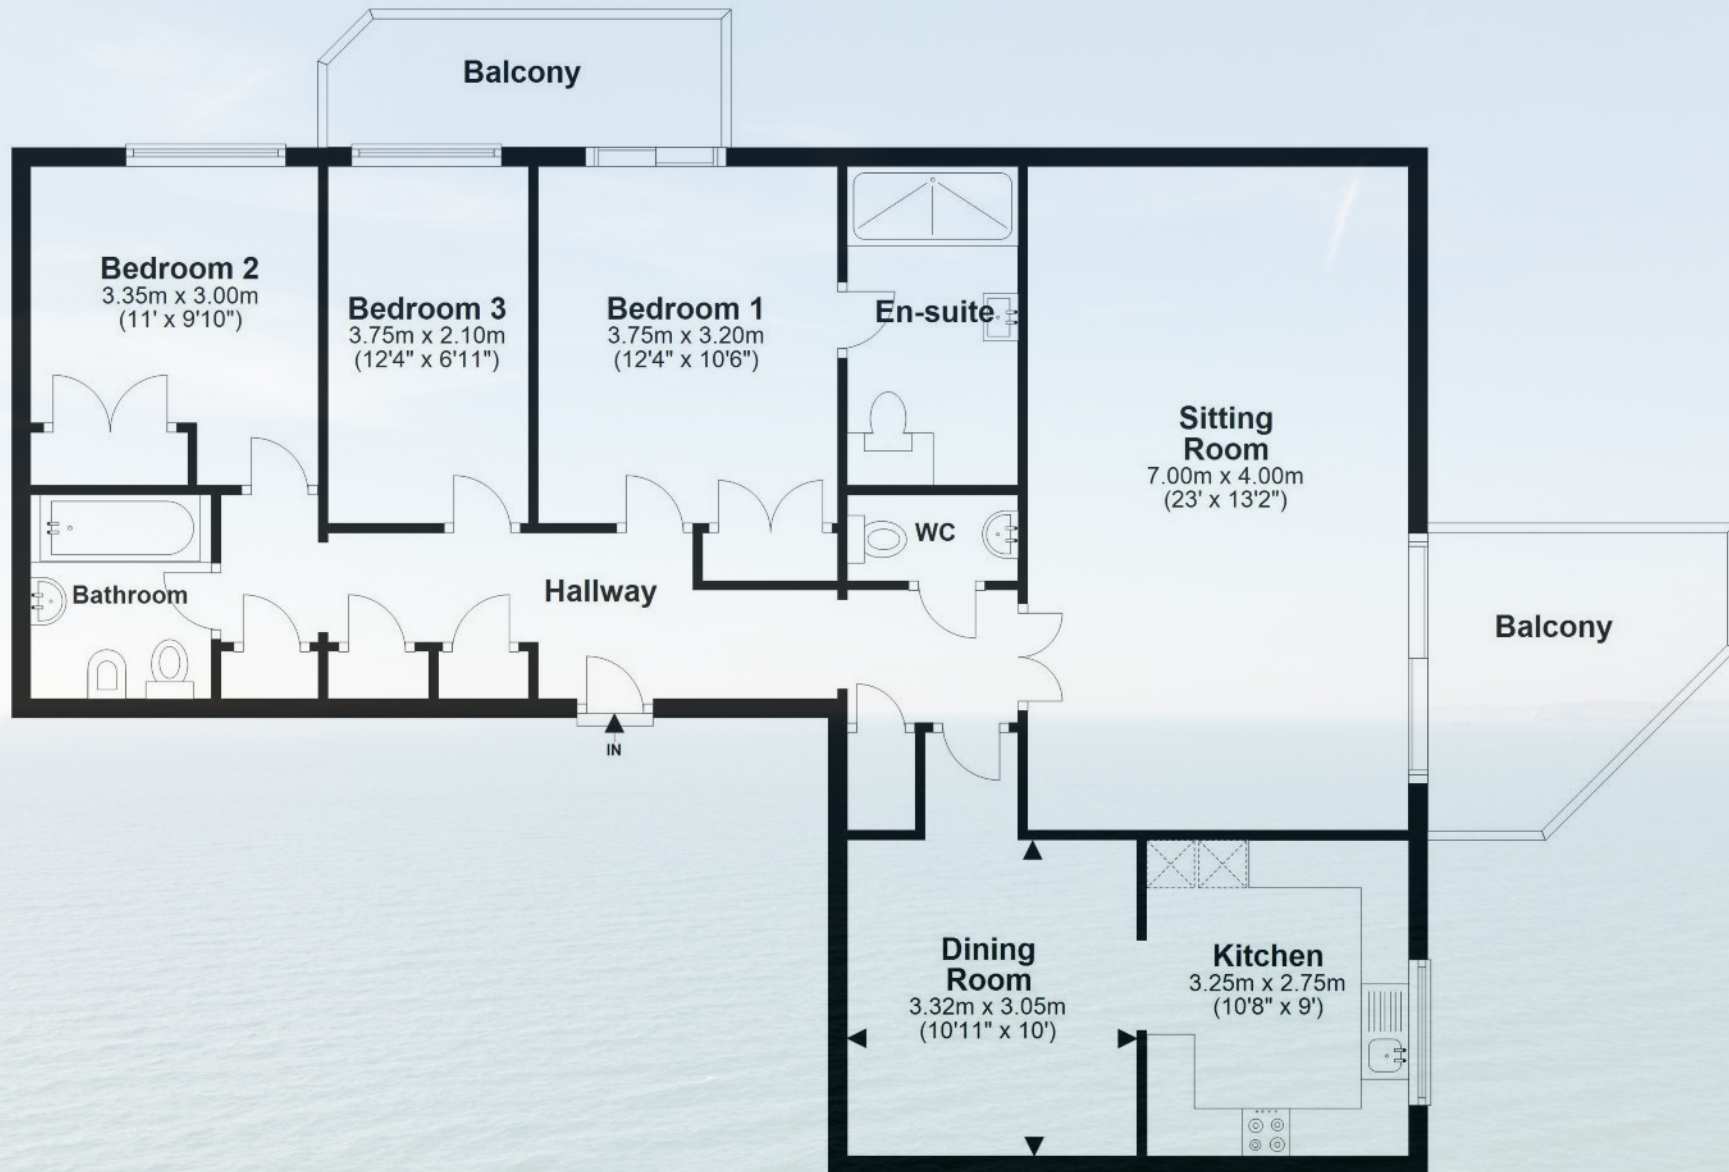 Balcony
Bedroom 2
3.35m x 3.00m
(11' x 9'10")
Bedroom 3
3.75m x 2.10m
(12'4" x 6'11")
Bedroom 1
3.75m x 3.20m
(12'4" x 10'6")
En-suite
Sitting
Room
7.00m x 4.00m
(23' x 13'2")
WC
Bathroom
Hallway
Balcony
IN
Dining
Room
3.32m x 3.05m
(10'11" x 10')
Kitchen
3.25m x 2.75m
(10'8" x 9')